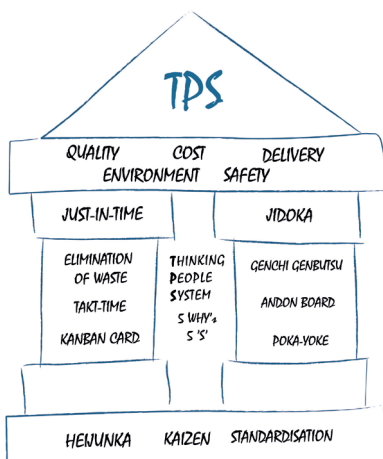 TPS
QUALITY COST DELIVERY
ENVIRONMENT SAFETY
JUST-IN-TIME
JIDOKA
ELIMINATION
OF WASTE
TAKT-TIME
KANBAN CARD
THINKING
PEOPLE
SYSTEM
5 WHY's
5 'S'
GENCHI GENBUTSU
ANDON BOARD
POKA-YOKE
HEIJUNKA KAIZEN STANDARDISATION